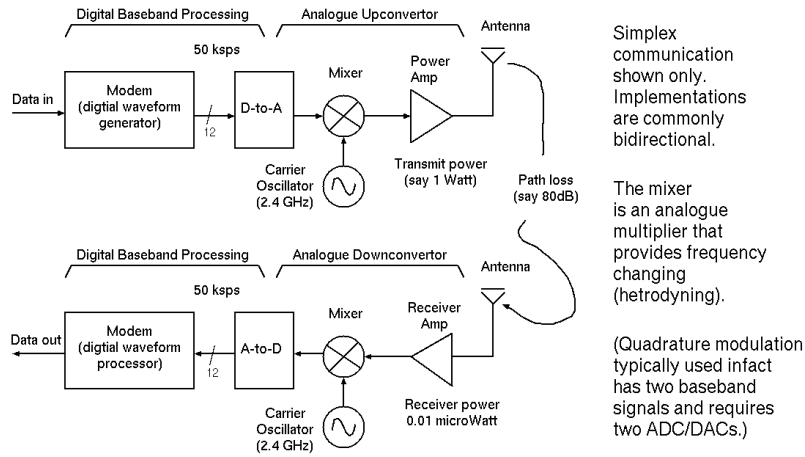 Digital Baseband Processing
Analogue Upconvertor
50 ksps
Antenna
Mixer
Power
Amp
Data in
Modem
(digtial waveform
generator)
12
D-to-A
Carrier
Oscillator
(2.4 GHz)
Transmit power
(say 1 Watt)
Path loss
(say 80dB)
Digital Baseband Processing
Analogue Downconvertor
50 ksps
Antenna
Mixer
Receiver
Amp
Data out
Modem
(digtial waveform
processor)
12
A-to-D
Carrier
Oscillator
(2.4 GHz)
Receiver power
0.01 microWatt
Simplex
communication
shown only.
Implementations
are commonly
bidirectional.
The mixer
is an analogue
multiplier that
provides frequency
changing
(hetrodyning).
(Quadrature modulation
typically used infact
has two baseband
signals and requires
two ADC/DACs.)